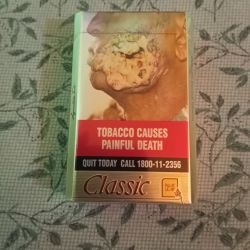 TOBACCO CAUSES
PAINFUL DEATH
QUIT TODAY CALL 1800-11-2356
Classic